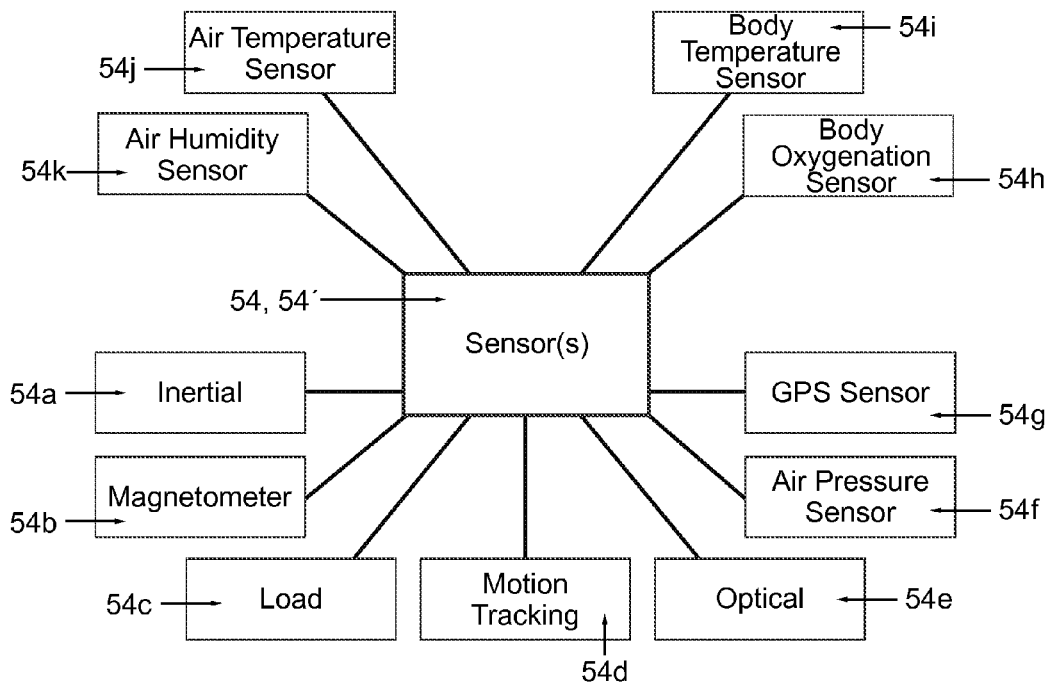 Air Temperature
Sensor
54j
Body
Temperature
Sensor
54i
Air Humidity
Sensor
54k
Body
Oxygenation
Sensor
54h
54, 54´
Sensor(s)
54a
Inertial
GPS Sensor
54g
54b
Magnetometer
Air Pressure
Sensor
54f
54c
Load
Motion
Tracking
54d
Optical
54e